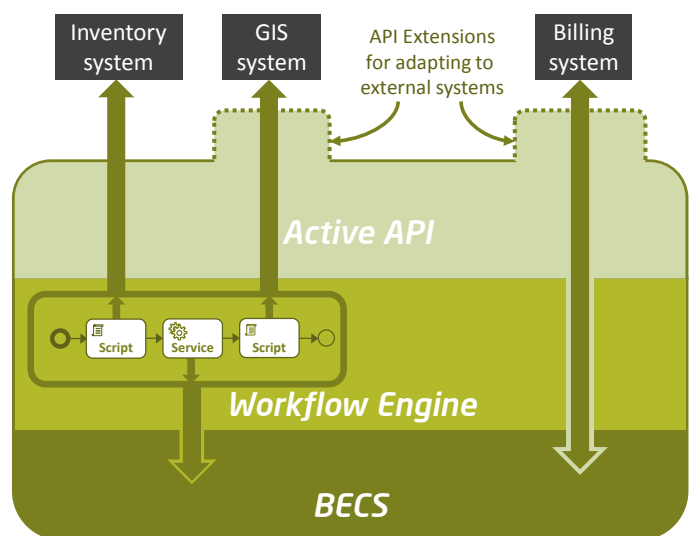 Inventory
system
GIS
system
API Extensions
for adapting to
external systems
Billing
system
Active API
Script
Service
Script
Workflow Engine
BECS